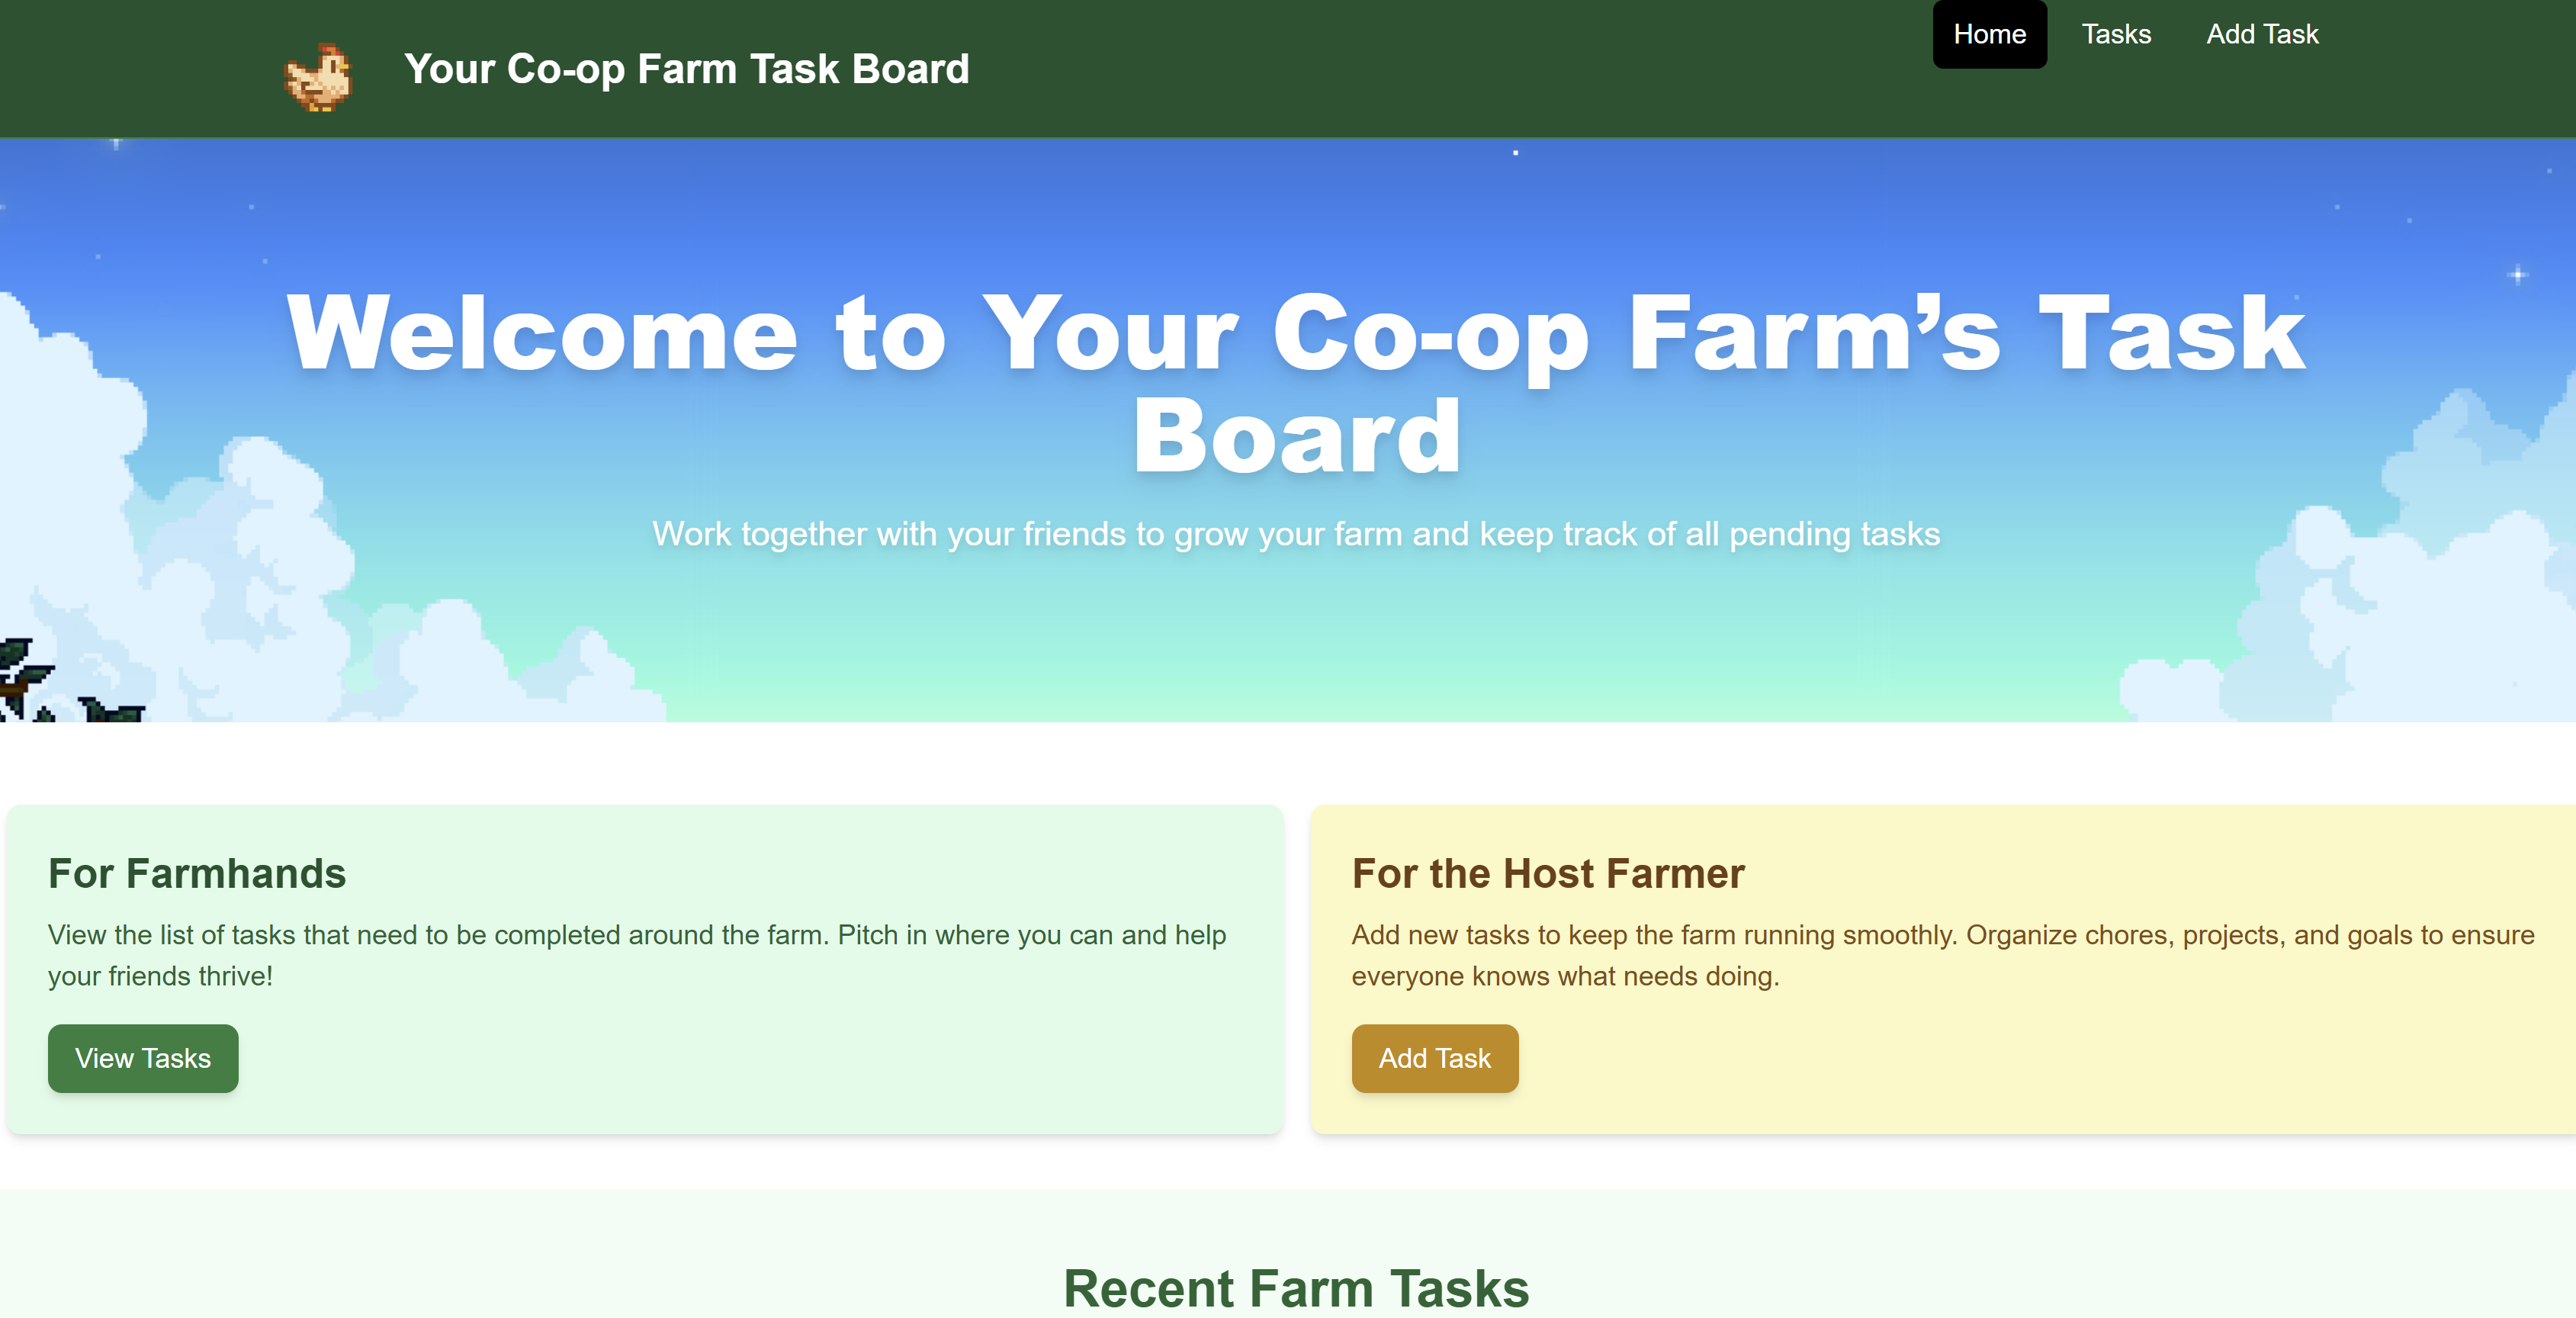 Your Co-op Farm Task Board
Home
Tasks
Add Task
Welcome to Your Co-op Farm’s Task
Board
Work together with your friends to grow your farm and keep track of all pending tasks
For Farmhands
View the list of tasks that need to be completed around the farm. Pitch in where you can and help
your friends thrive!
View Tasks
For the Host Farmer
Add new tasks to keep the farm running smoothly. Organize chores, projects, and goals to ensure
everyone knows what needs doing.
Add Task
Recent Farm Tasks